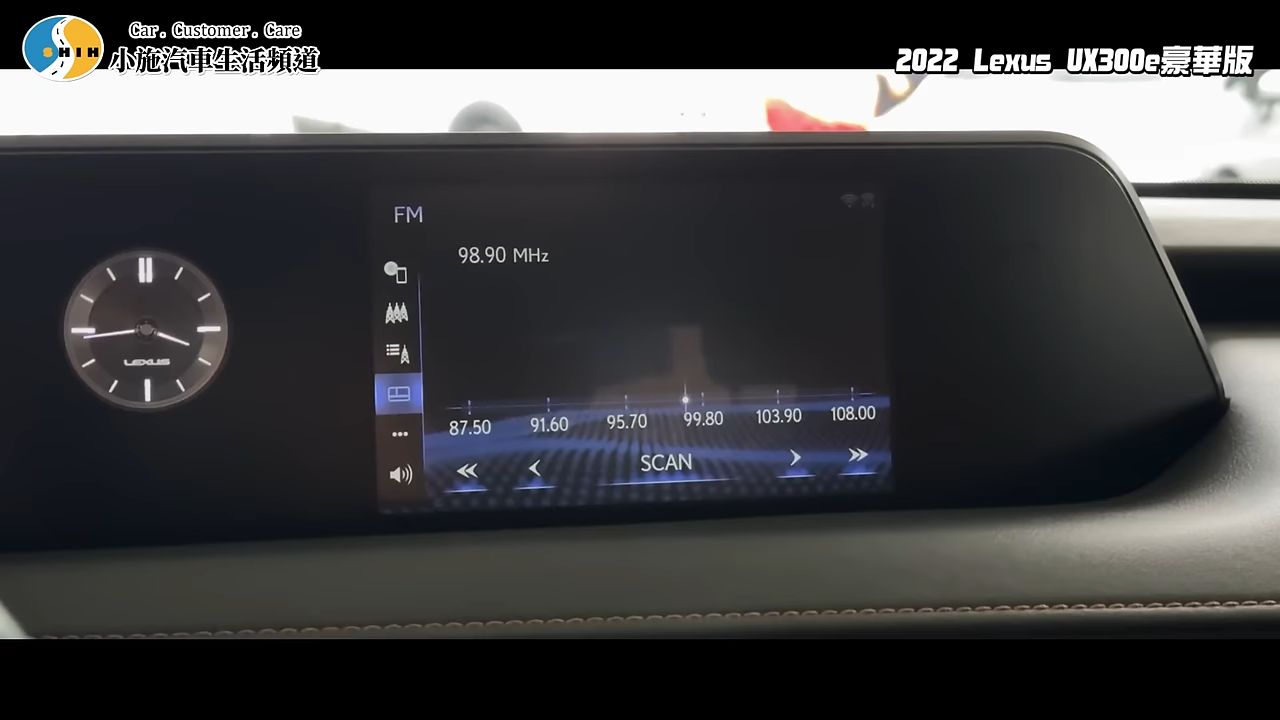 Car. Customer. Care
SHIH
小施汽車生活頻道
2022 Lexus UX300e豪華版
FM
98.90 MHz
LEXUS
87.50 91.60 95.70 99.80 103.90 108.00
SCAN